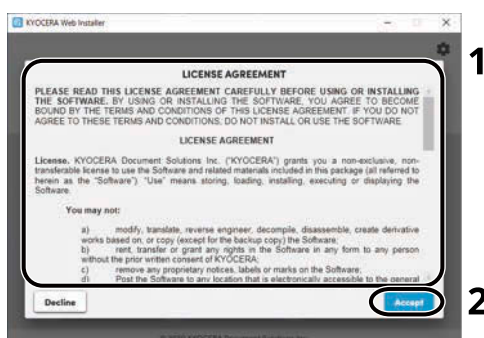 KYOCERA Web Installer
1
LICENSE AGREEMENT
PLEASE READ THIS LICENSE AGREEMENT CAREFULLY BEFORE USING OR INSTALLING
THE SOFTWARE. BY USING OR INSTALLING THE SOFTWARE, YOU AGREE TO BECOME
BOUND BY THE TERMS AND CONDITIONS OF THIS LICENSE AGREEMENT. IF YOU DO NOT
AGREE TO THESE TERMS AND CONDITIONS, DO NOT INSTALL OR USE THE SOFTWARE.
LICENSE AGREEMENT
License. KYOCERA Document Solutions Inc. ("KYOCERA") grants you a non-exclusive, non-
transferable license to use the Software and related materials included in this package (all referred to
herein as the "Software"). "Use" means storing, loading, installing, executing or displaying the
Software.
You may not:
a) modify, translate, reverse engineer, decompile, disassemble, create derivative
works based on, or copy (except for the backup copy) the Software;
b) rent, transfer or grant any rights in the Software in any form to any person
without the prior written consent of KYOCERA;
c) remove any proprietary notices, labels or marks on the Software;
d) Post the Software to any location that is electronically accessible to the general
Decline
Accept
2